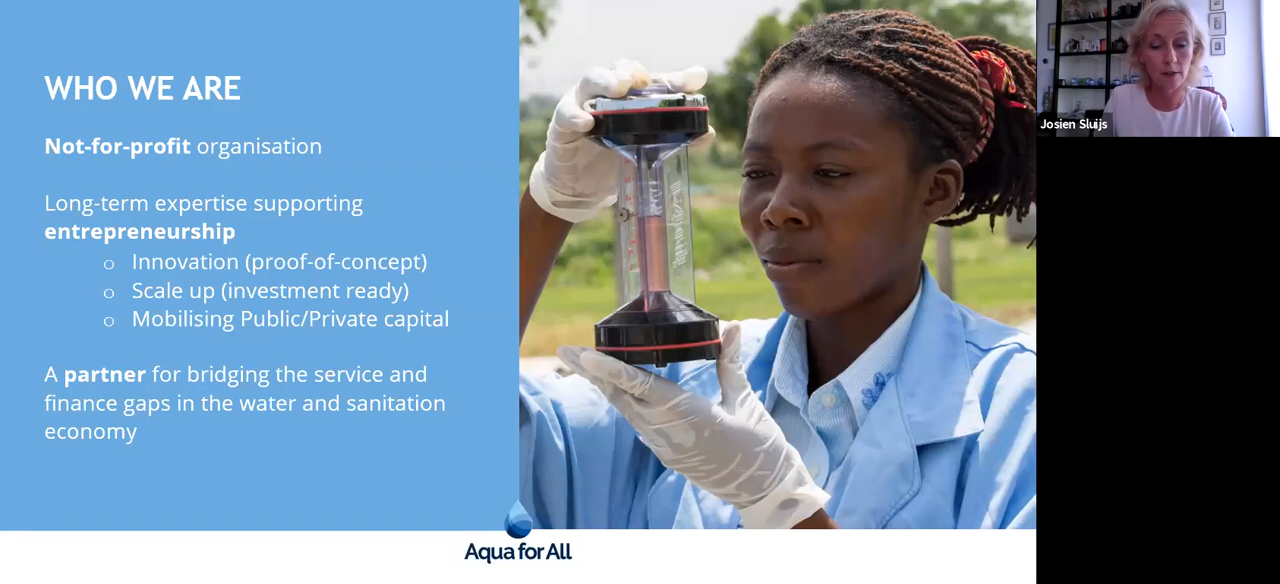 WHO WE ARE
Not-for-profit organisation
Long-term expertise supporting
entrepreneurship
o Innovation (proof-of-concept)
o Scale up (investment ready)
o Mobilising Public/Private capital
A partner for bridging the service and
finance gaps in the water and sanitation
economy
Aqua for All
Josien Sluijs